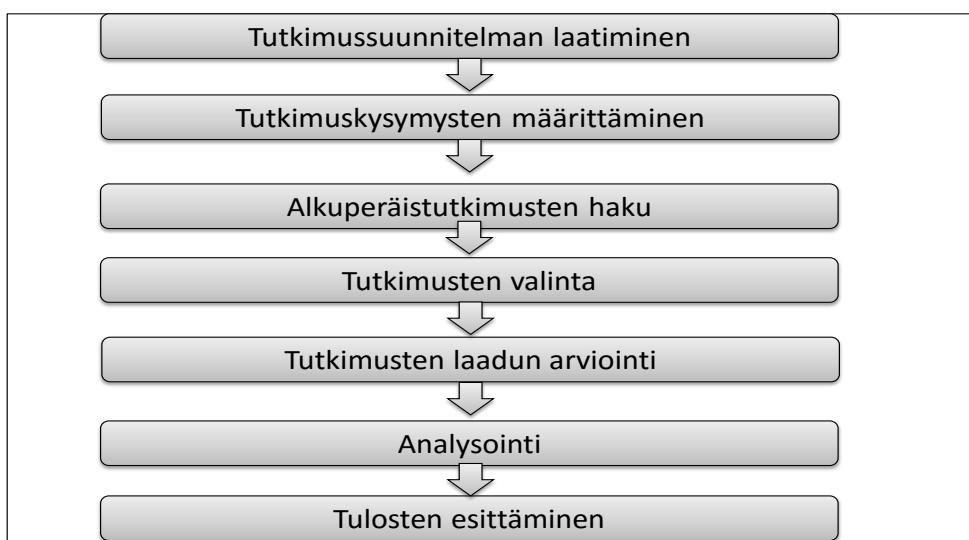 Tutkimussuunnitelman laatiminen
Tutkimuskysymysten määrittäminen
Alkuperäistutkimusten haku
Tutkimusten valinta
Tutkimusten laadun arviointi
Analysointi
Tulosten esittäminen